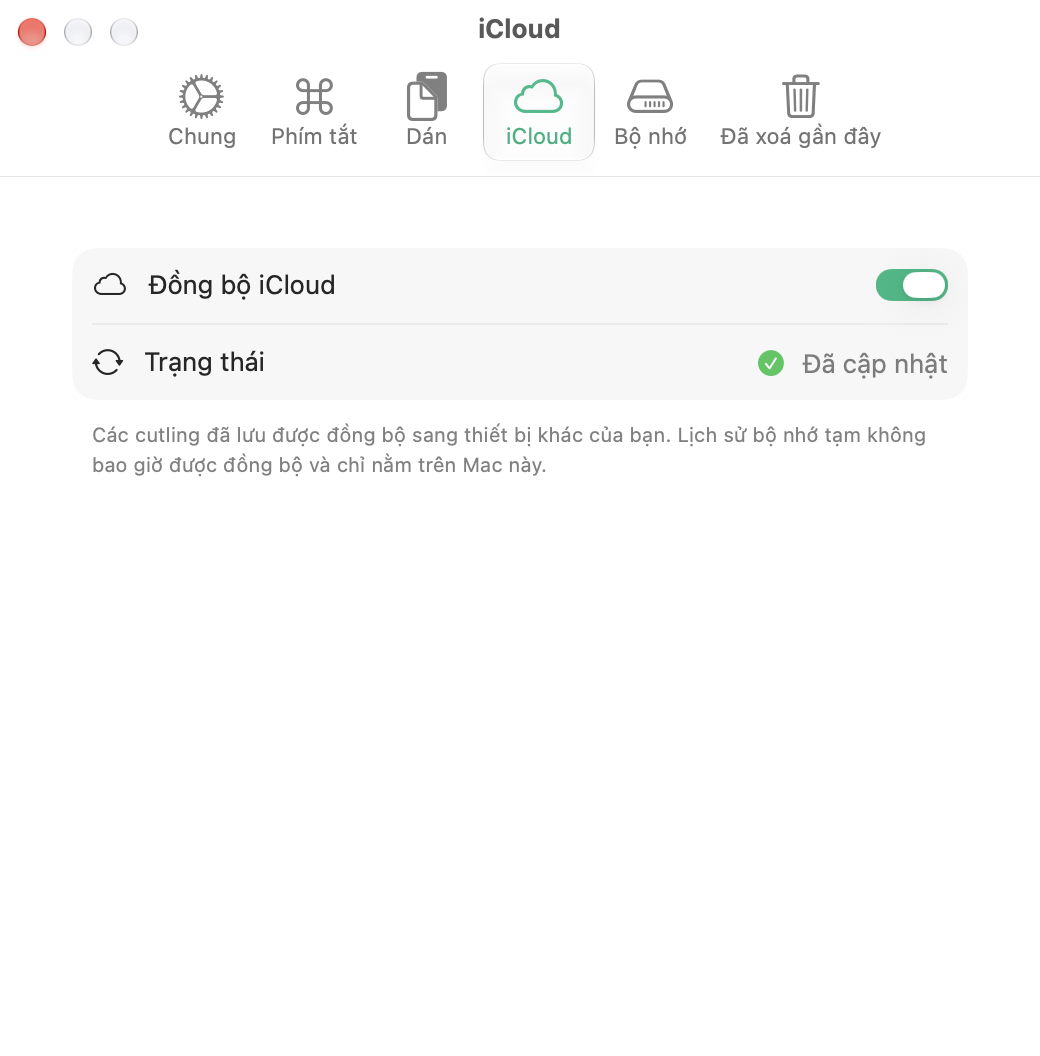 iCloud
Chung
Phím tắt
Dán
iCloud
Bộ nhớ
Đã xoá gần đây
Đồng bộ iCloud
Trạng thái
Đã cập nhật
Các cutling đã lưu được đồng bộ sang thiết bị khác của bạn. Lịch sử bộ nhớ tạm không
bao giờ được đồng bộ và chỉ nằm trên Mac này.